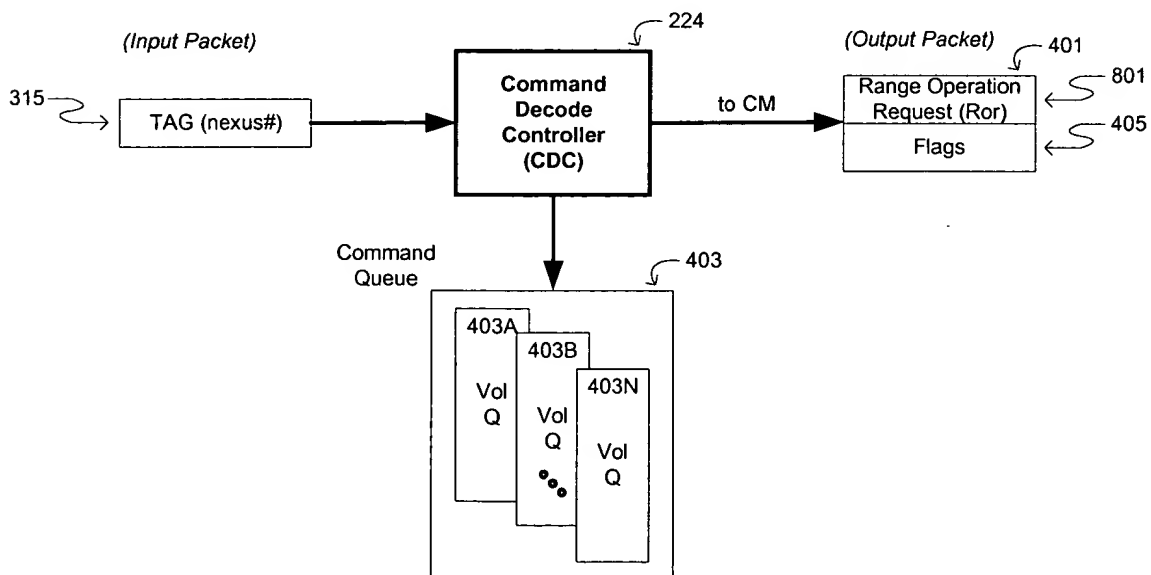 224
(Input Packet)
(Output Packet)
401
315
TAG (nexus#)
Command
Decode
Controller
(CDC)
to CM
Range Operation
Request (Ror)
801
Flags
405
Command
Queue
403
403A
Vol
Q
403B
Vol
Q
403N
Vol
Q